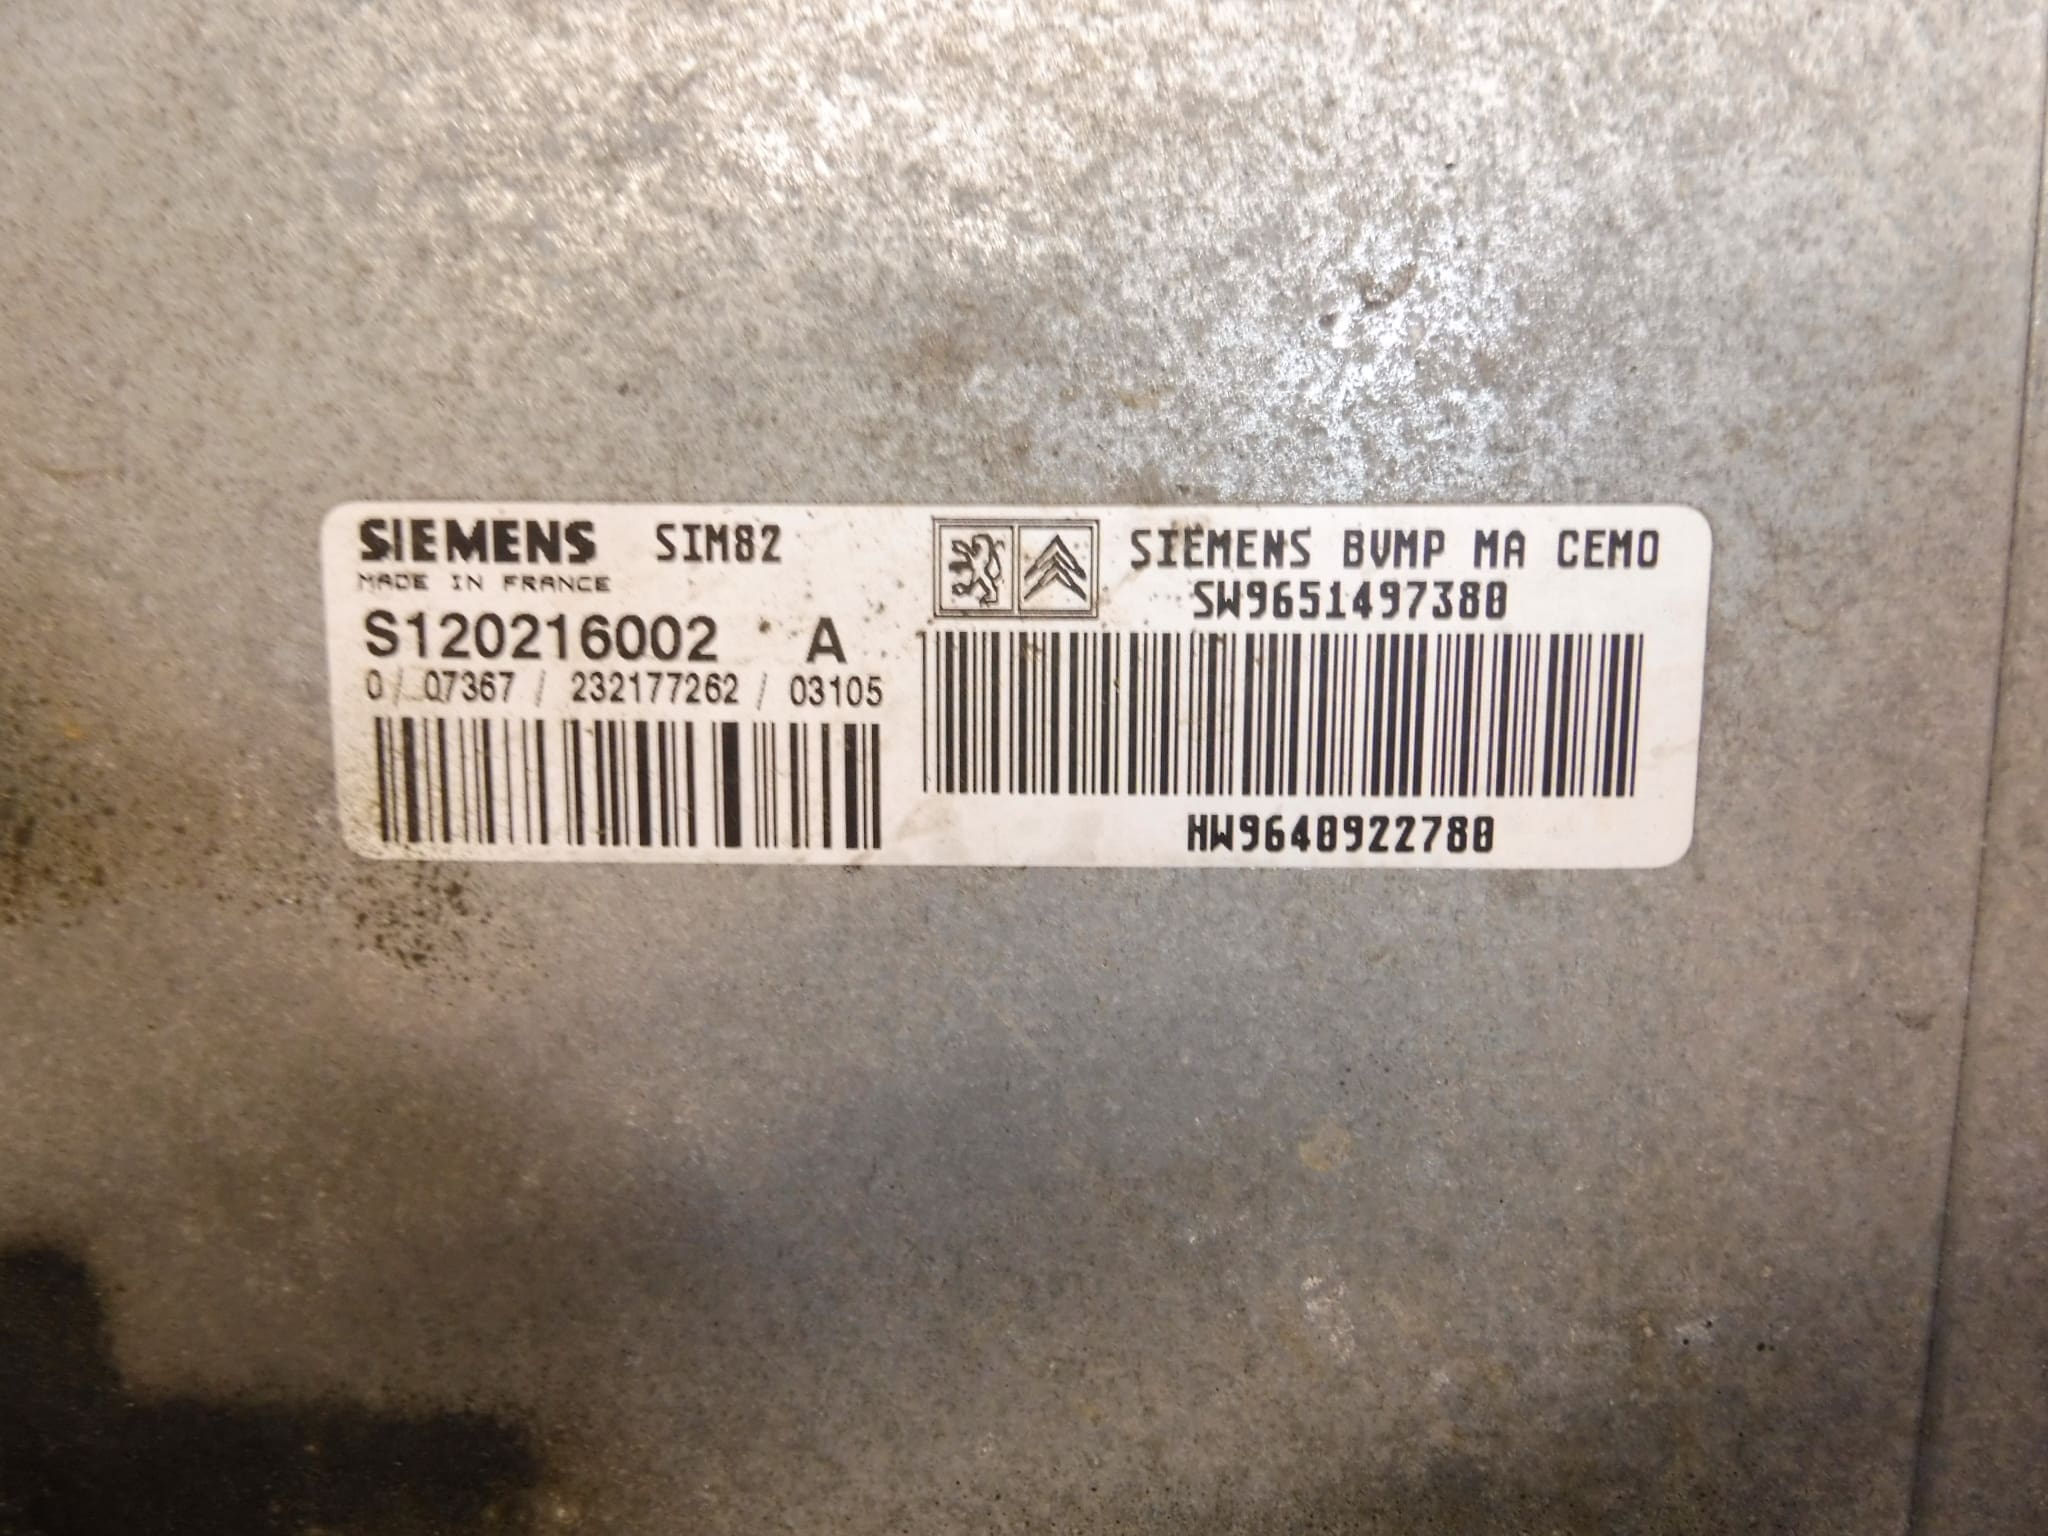 SIEMENS SIM82
MADE IN FRANCE
S120216002 A
0 / 07367 / 232177262 / 03105
SIEMENS BVMP MA CEMO
SW9651497380
HW9640922780